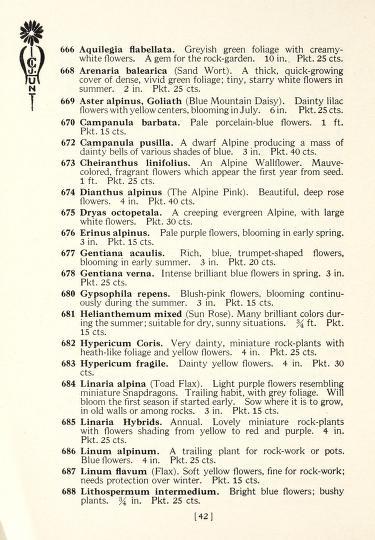 666 Aquilegia flabellata. Greyish green foliage with creamy-
white flowers. A gem for the rock-garden. 10 in. Pkt. 25 cts.
668 Arenaria balearica (Sand Wort). A thick, quick-growing
cover of dense, vivid green foliage; tiny, starry white flowers in
summer. 2 in. Pkt. 25 cts.
669 Aster alpinus, Goliath (Blue Mountain Daisy). Dainty lilac
flowers with yellow centers, blooming in July. 6 in. Pkt. 25 cts.
670 Campanula barbata. Pale porcelain-blue flowers. 1 ft.
Pkt. 15 cts.
672 Campanula pusilla. A dwarf Alpine producing a mass of
dainty bells of various shades of blue. 3 in. Pkt. 40 cts.
673 Cheiranthus linifolius. An Alpine Wallflower. Mauve-
colored, fragrant flowers which appear the first year from seed.
1 ft. Pkt. 25 cts.
674 Dianthus alpinus (The Alpine Pink). Beautiful, deep rose
flowers. 4 in. Pkt. 40 cts.
675 Dryas octopetala. A creeping evergreen Alpine, with large
white flowers. Pkt. 30 cts.
676 Erinus alpinus. Pale purple flowers, blooming in early spring.
3 in. Pkt. 15 cts.
677 Gentiana acaulis. Rich, blue, trumpet-shaped flowers,
blooming in early summer. 3 in. Pkt. 20 cts.
678 Gentiana verna. Intense brilliant blue flowers in spring. 3 in.
Pkt. 25 cts.
680 Gypsophila repens. Blush-pink flowers, blooming continu-
ously during the summer. 3 in. Pkt. 15 cts.
681 Helianthemum mixed (Sun Rose). Many brilliant colors dur-
ing the summer; suitable for dry, sunny situations. ¾ ft. Pkt.
15 cts.
682 Hypericum Coris. Very dainty, miniature rock-plants with
heath-like foliage and yellow flowers. 4 in. Pkt. 25 cts.
683 Hypericum fragile. Dainty yellow flowers. 4 in. Pkt. 30
cts.
684 Linaria alpina (Toad Flax). Light purple flowers resembling
miniature Snapdragons. Trailing habit, with grey foliage. Will
bloom the first season if started early. Sow where it is to grow,
in old walls or among rocks. 3 in. Pkt. 15 cts.
685 Linaria Hybrids. Annual. Lovely miniature rock-plants
with flowers shading from yellow to red and purple. 4 in.
Pkt. 25 cts.
686 Linum alpinum. A trailing plant for rock-work or pots.
Blue flowers. 4 in. Pkt. 25 cts.
687 Linum flavum (Flax). Soft yellow flowers, fine for rock-work;
needs protection over winter. Pkt. 15 cts.
688 Lithospermum intermedium. Bright blue flowers; bushy
plants. ¾ in. Pkt. 25 cts.
[42]